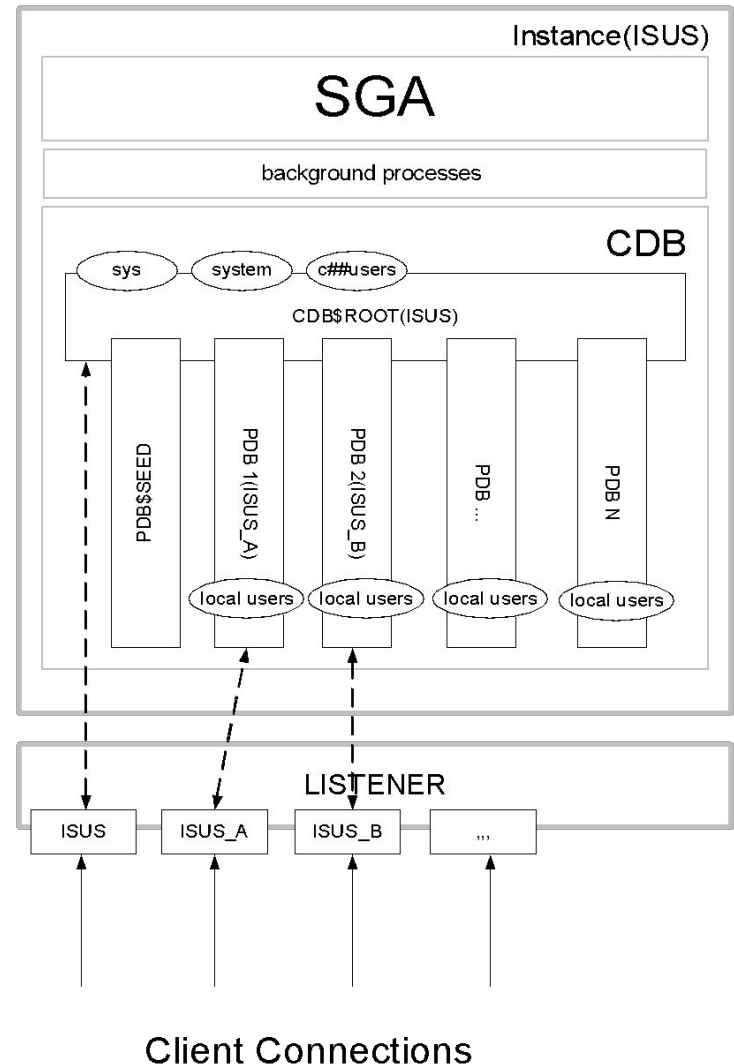 Instance(ISUS)
SGA
background processes
CDB
sys
system
c##users
CDB$ROOT(ISUS)
PDB$SEED
PDB 1(ISUS_A)
PDB 2(ISUS_B)
PDB ...
PDB N
local users
local users
local users
local users
LISTENER
ISUS
ISUS_A
ISUS_B
,,,
Client Connections